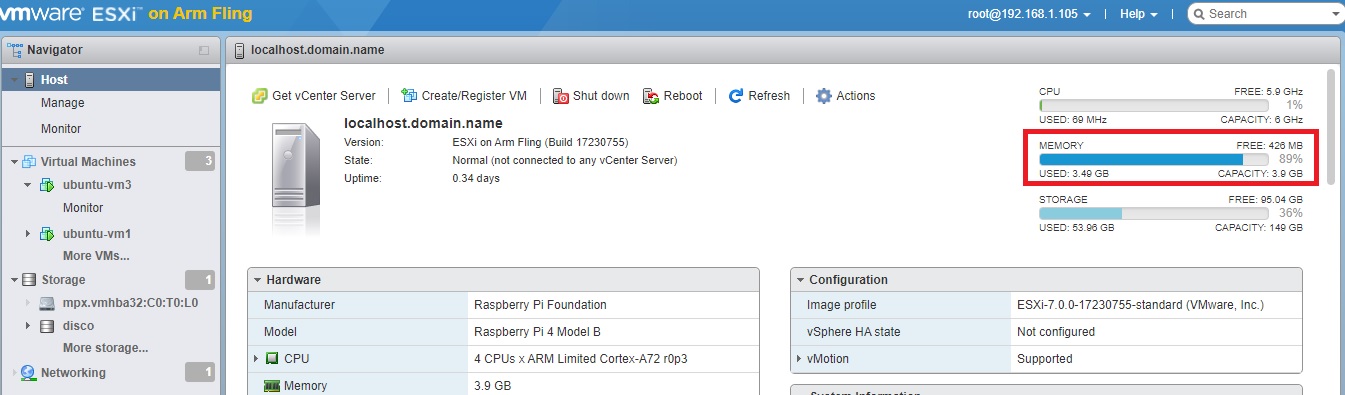 vmware ESXi on Arm Fling
root@192.168.1.105 | Help | Search
Navigator
Host
Manage
Monitor
Virtual Machines 3
ubuntu-vm3
Monitor
ubuntu-vm1
More VMs...
Storage 1
mpx.vmhba32:C0:T0:L0
disco
More storage...
Networking 1
localhost.domain.name
Get vCenter Server | Create/Register VM | Shut down Reboot | Refresh | Actions
localhost.domain.name
Version: ESXi on Arm Fling (Build 17230755)
State: Normal (not connected to any vCenter Server)
Uptime: 0.34 days
CPU FREE: 5.9 GHz
1%
USED: 69 MHz CAPACITY: 6 GHz
MEMORY FREE: 426 MB
89%
USED: 3.49 GB CAPACITY: 3.9 GB
STORAGE FREE: 95.04 GB
36%
USED: 53.96 GB CAPACITY: 149 GB
Hardware
Manufacturer Raspberry Pi Foundation
Model Raspberry Pi 4 Model B
CPU 4 CPUs x ARM Limited Cortex-A72 r0p3
Memory 3.9 GB
Configuration
Image profile ESXi-7.0.0-17230755-standard (VMware, Inc.)
vSphere HA state Not configured
vMotion Supported
System Information